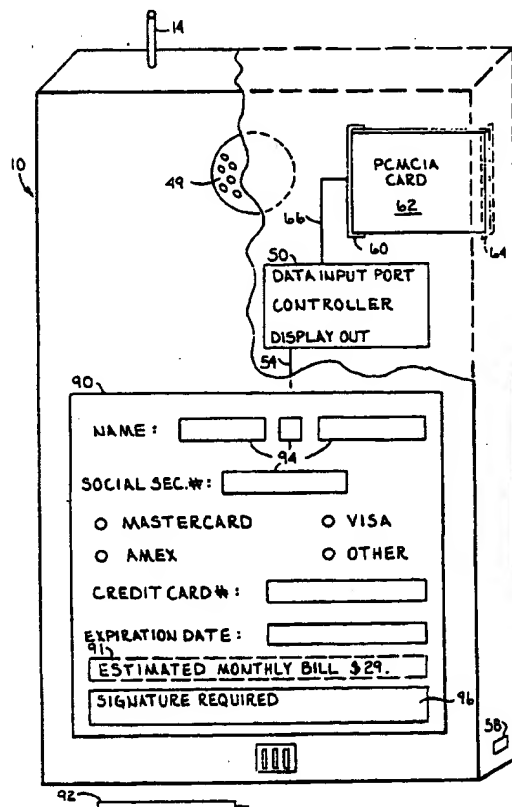 14
10
49
PCMCIA
CARD
62
66
60
64
50
DATA INPUT PORT
CONTROLLER
DISPLAY OUT
54
90
NAME:
94
SOCIAL SEC.#:
MASTERCARD VISA
AMEX OTHER
CREDIT CARD#:
EXPIRATION DATE:
91
ESTIMATED MONTHLY BILL $29.
SIGNATURE REQUIRED
96
58
92